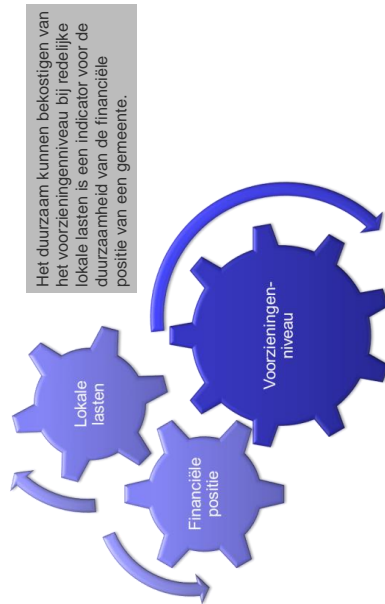 Het duurzaam kunnen bekostigen van
het voorzieningenniveau bij redelijke
lokale lasten is een indicator voor de
duurzaamheid van de financiële
positie van een gemeente.
Lokale
lasten
Financiële
positie
Voorzieningen-
niveau